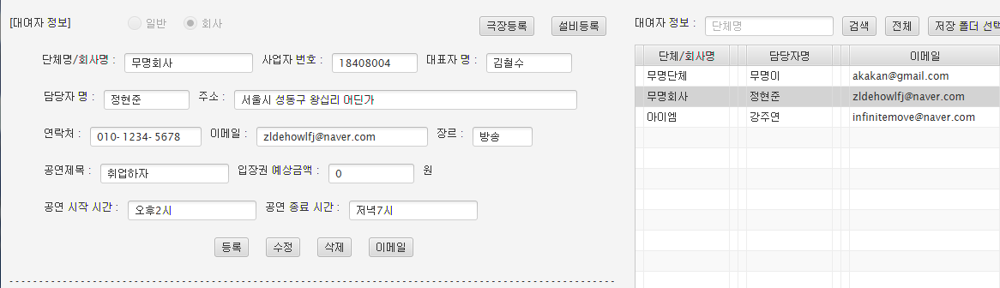 [대여자 정보] 일반 회사 극장등록 설비등록
단체명/회사명 : 무명회사 사업자 번호 : 18408004 대표자 명 : 김철수
담당자 명 : 정현준 주소 : 서울시 성동구 왕십리 어딘가
연락처 : 010- 1234- 5678 이메일 : zldehowlfj@naver.com 장르 : 방송
공연제목 : 취업하자 입장권 예상금액 : 0 원
공연 시작 시간 : 오후2시 공연 종료 시간 : 저녁7시
등록 수정 삭제 이메일
대여자 정보 : 단체명 검색 전체 저장 폴더 선택
단체/회사명 담당자명 이메일
무명단체 무명이 akakan@gmail.com
무명회사 정현준 zldehowlfj@naver.com
아이엠 강주연 infinitemove@naver.com